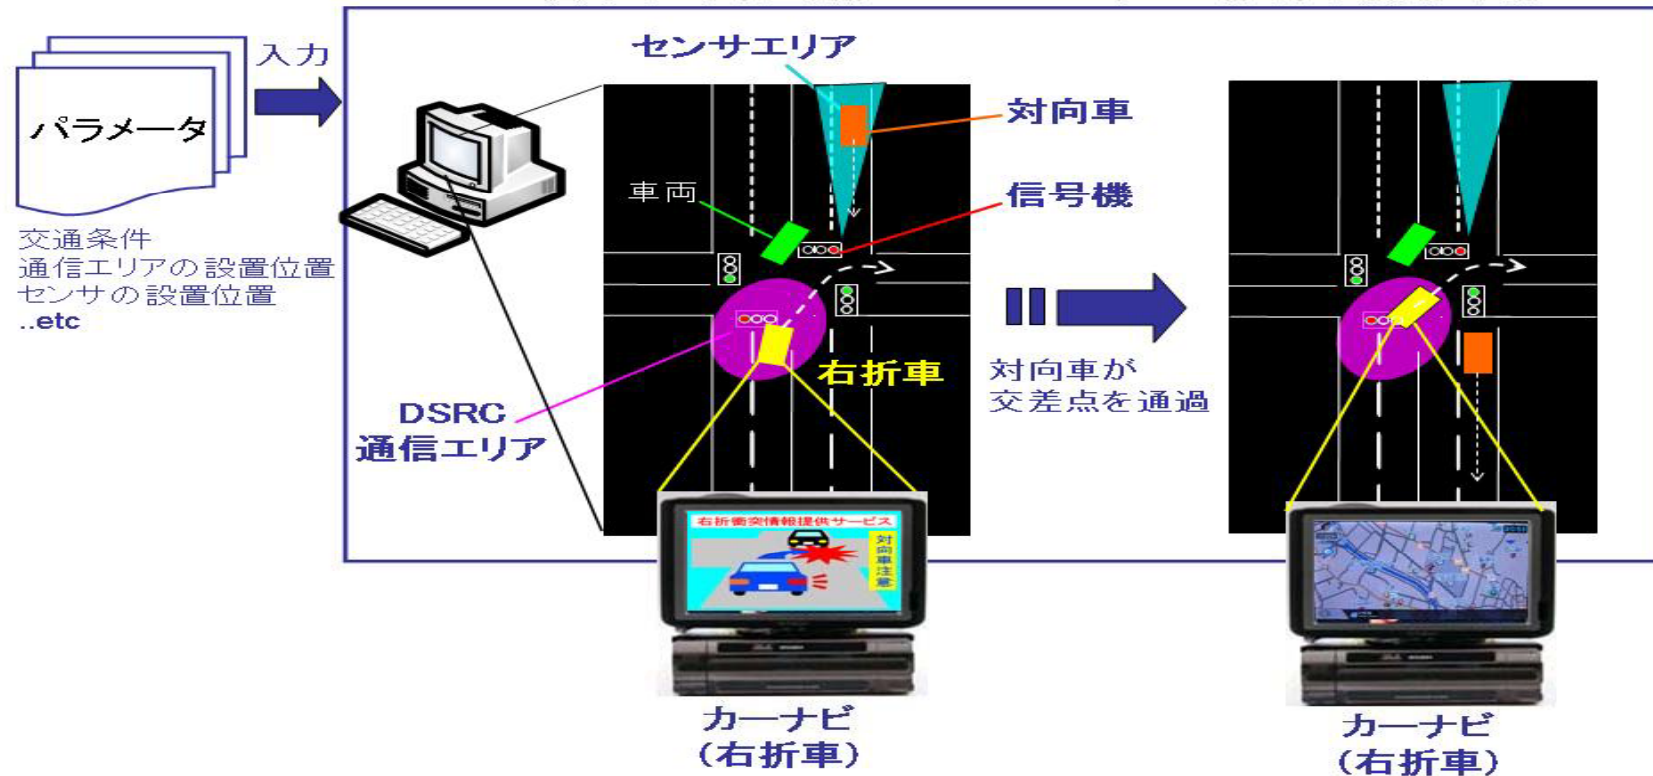 入力
パラメータ
交通条件
通信エリアの設置位置
センサの設置位置
..etc
センサエリア
対向車
車両
信号機
右折車
DSRC
通信エリア
対向車が
交差点を通過
右折衝突情報提供サービス
対向車注意
カーナビ
(右折車)
カーナビ
(右折車)